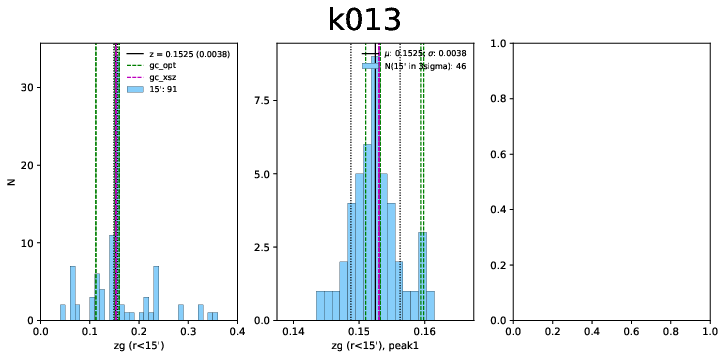 k013
z = 0.1525 (0.0038)
gc_opt
gc_xsz
15': 91
N
0
10
20
30
0.0 0.1 0.2 0.3 0.4
zg (r<15')
μ: 0.1525, σ: 0.0038
N(15' in 3sigma): 46
0.0
2.5
5.0
7.5
0.14 0.15 0.16
zg (r<15'), peak1
1.0
0.8
0.6
0.4
0.2
0.0
0.0 0.2 0.4 0.6 0.8 1.0